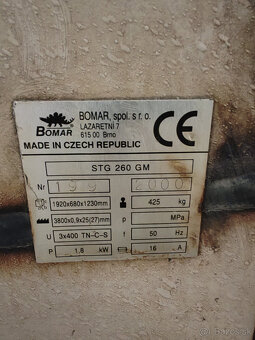 BOMAR, spol. s r. o.
LAZARETNÍ 7
615 00 Brno
BOMAR
MADE IN CZECH REPUBLIC
CE
STG 260 GM
Nr 199 2000
1920x680x1230mm 425 kg
3800x0,9x25(27)mm p MPa
U 3x400 TN-C-S f 50 Hz
P 1,8 kW 16 A